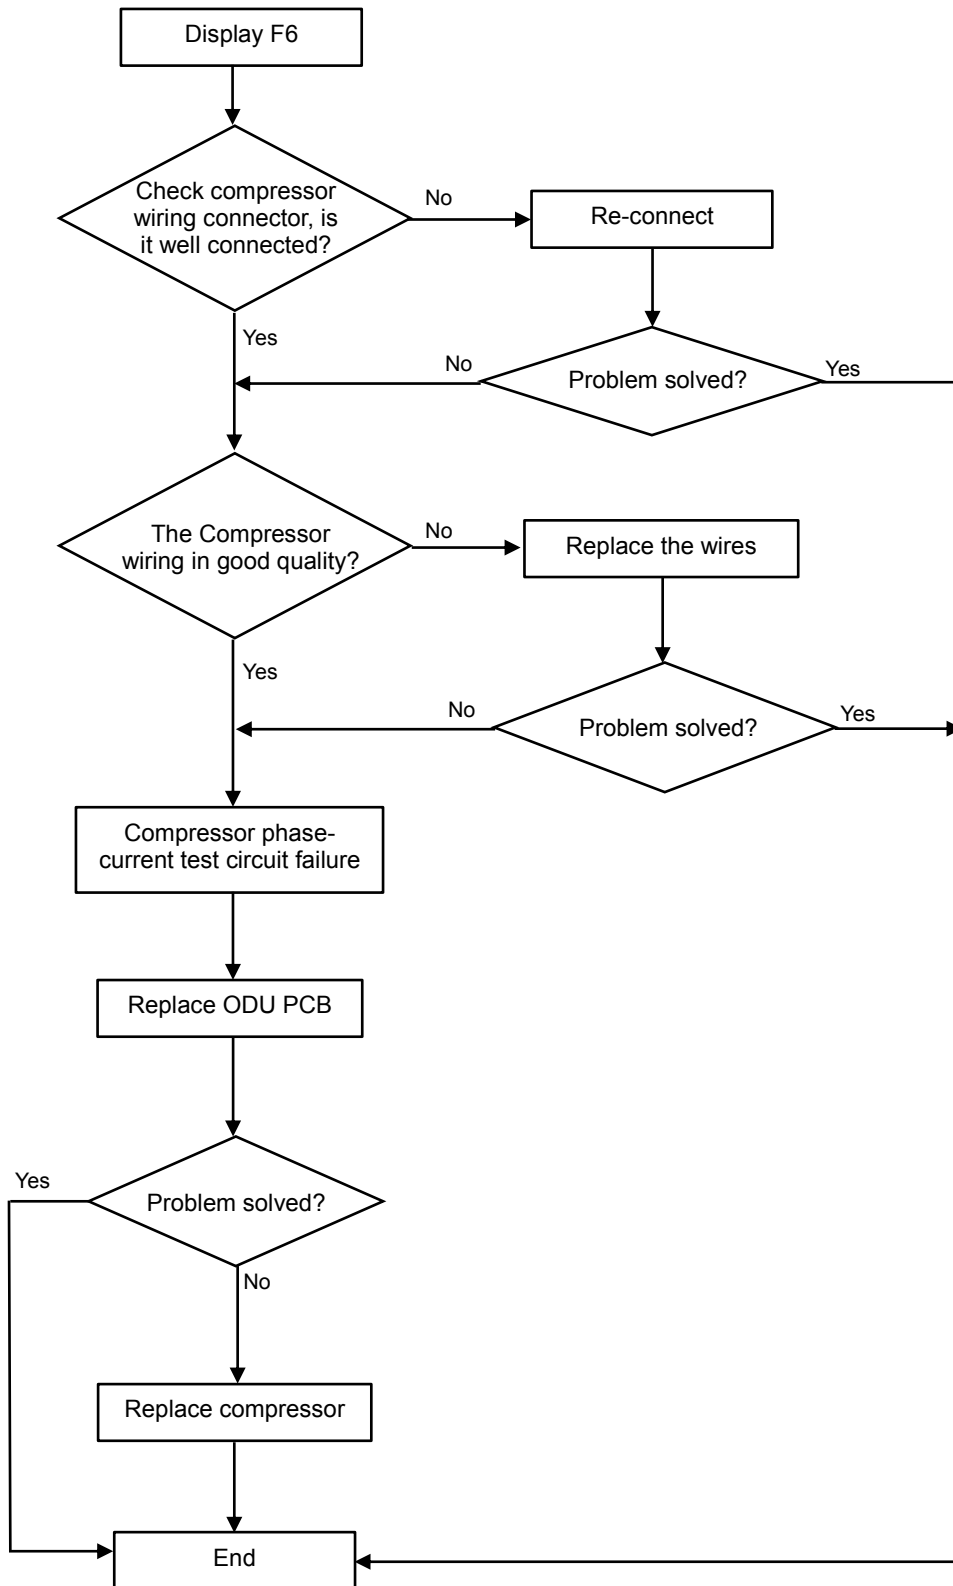 Display F6
Check compressor
wiring connector, is
it well connected?
No
Re-connect
Yes
No
Problem solved?
Yes
The Compressor
wiring in good quality?
No
Replace the wires
Yes
No
Problem solved?
Yes
Compressor phase-
current test circuit failure
Replace ODU PCB
Yes
Problem solved?
No
Replace compressor
End